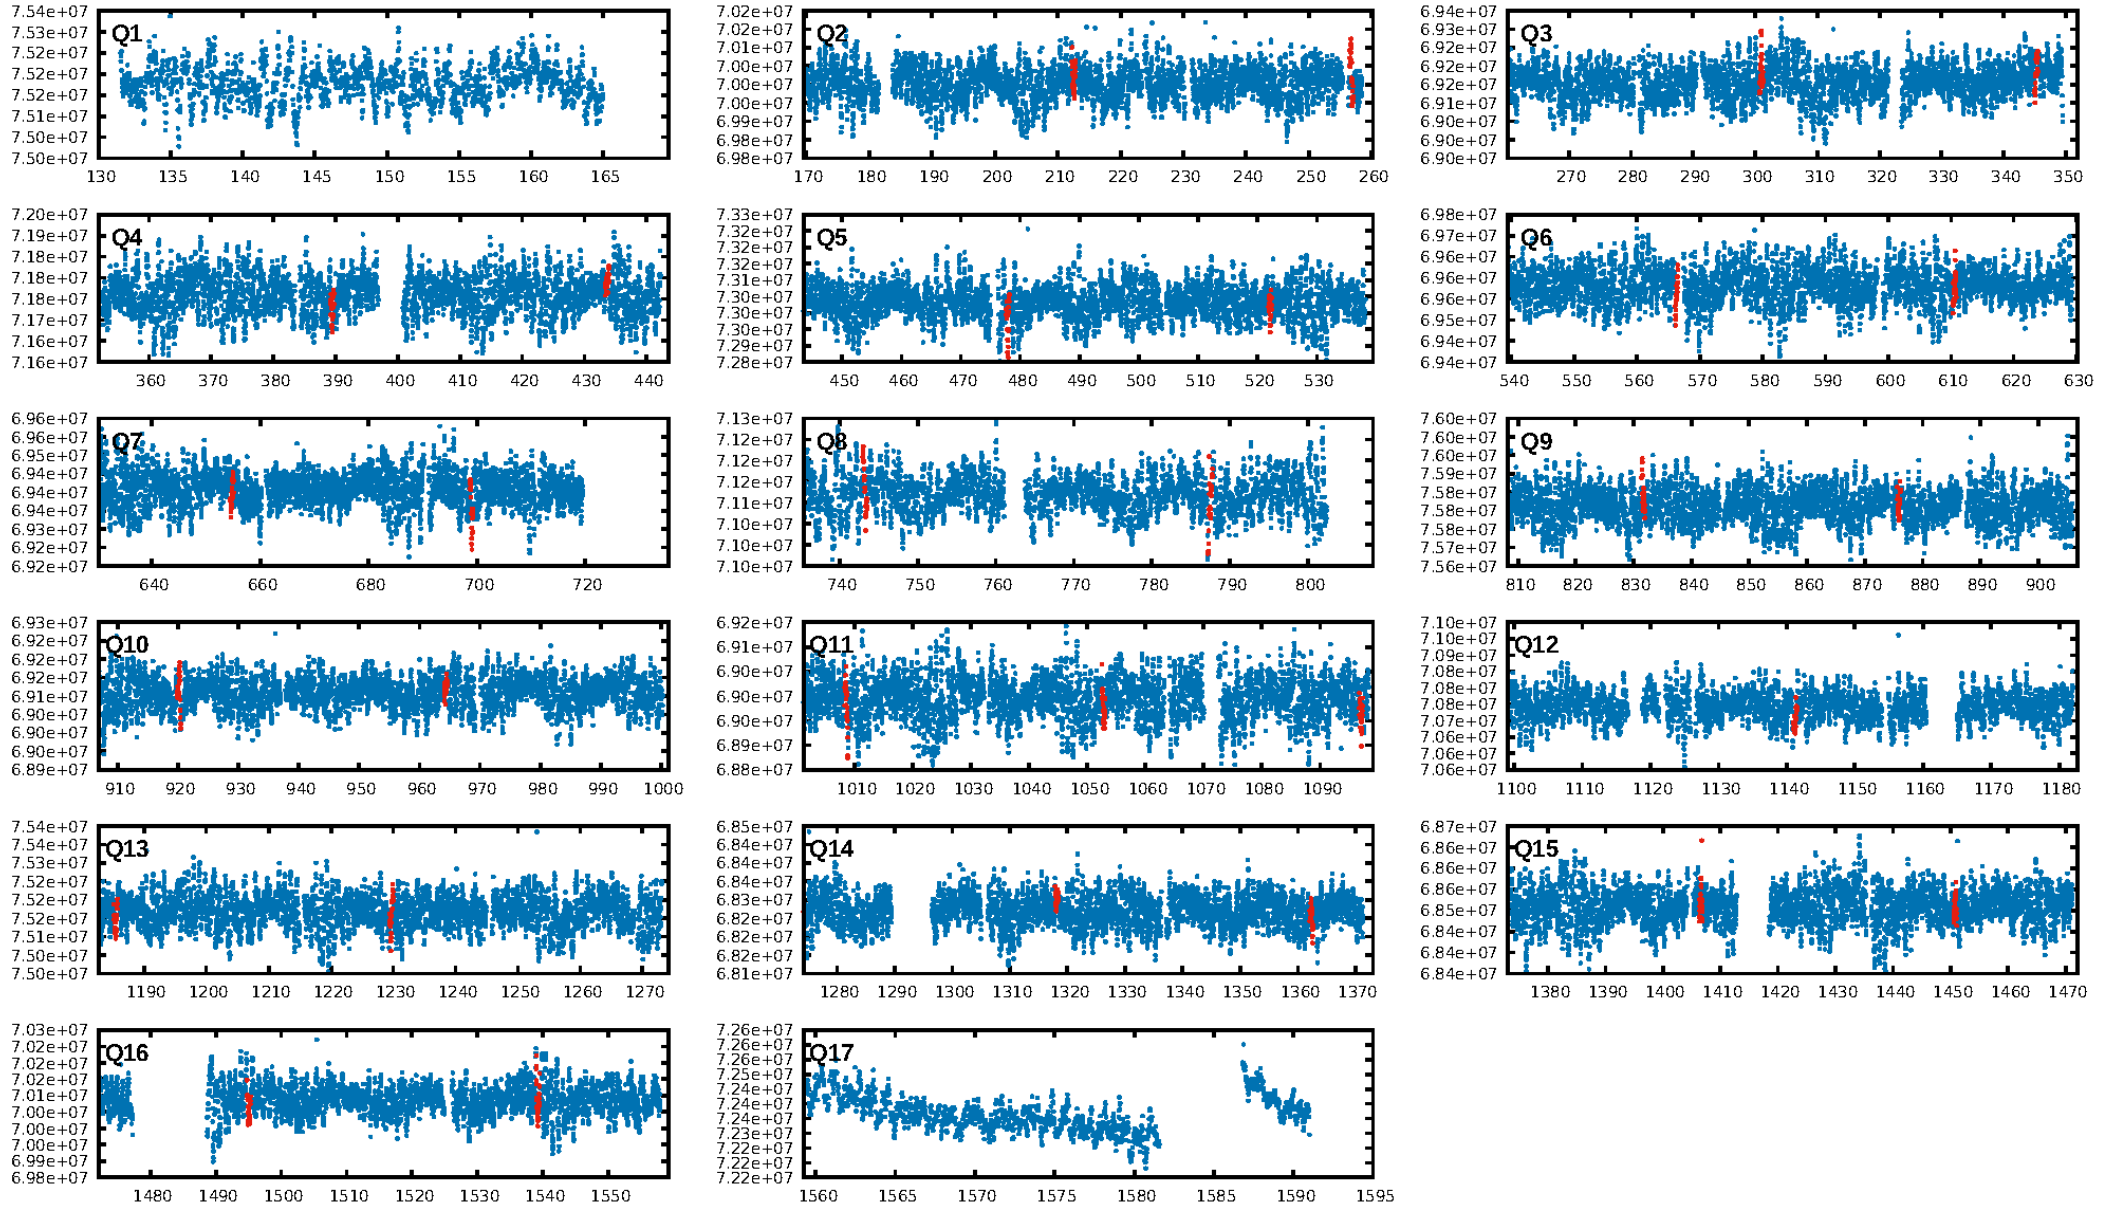 Q1
7.54e+07
7.53e+07
7.52e+07
7.52e+07
7.52e+07
7.51e+07
7.50e+07
7.50e+07
130 135 140 145 150 155 160 165
Q2
7.02e+07
7.01e+07
7.01e+07
7.00e+07
7.00e+07
7.00e+07
6.99e+07
6.98e+07
6.98e+07
170 180 190 200 210 220 230 240 250 260
Q3
6.94e+07
6.93e+07
6.92e+07
6.92e+07
6.92e+07
6.91e+07
6.90e+07
6.90e+07
6.90e+07
270 280 290 300 310 320 330 340 350
Q4
7.20e+07
7.19e+07
7.18e+07
7.18e+07
7.18e+07
7.17e+07
7.16e+07
7.16e+07
360 370 380 390 400 410 420 430 440
Q5
7.33e+07
7.32e+07
7.32e+07
7.31e+07
7.30e+07
7.30e+07
7.30e+07
7.29e+07
7.29e+07
7.28e+07
450 460 470 480 490 500 510 520 530
Q6
6.98e+07
6.97e+07
6.96e+07
6.96e+07
6.96e+07
6.95e+07
6.94e+07
6.94e+07
540 550 560 570 580 590 600 610 620 630
Q7
6.96e+07
6.96e+07
6.95e+07
6.94e+07
6.94e+07
6.94e+07
6.93e+07
6.92e+07
6.92e+07
640 660 680 700 720
Q8
7.13e+07
7.12e+07
7.12e+07
7.12e+07
7.11e+07
7.10e+07
7.10e+07
7.10e+07
740 750 760 770 780 790 800
Q9
7.60e+07
7.60e+07
7.60e+07
7.59e+07
7.58e+07
7.58e+07
7.58e+07
7.57e+07
7.56e+07
810 820 830 840 850 860 870 880 890 900
Q10
6.93e+07
6.92e+07
6.92e+07
6.92e+07
6.91e+07
6.90e+07
6.90e+07
6.90e+07
6.89e+07
910 920 930 940 950 960 970 980 990 1000
Q11
6.92e+07
6.91e+07
6.90e+07
6.90e+07
6.90e+07
6.89e+07
6.88e+07
1010 1020 1030 1040 1050 1060 1070 1080 1090
Q12
7.10e+07
7.10e+07
7.09e+07
7.08e+07
7.08e+07
7.08e+07
7.07e+07
7.06e+07
7.06e+07
7.06e+07
1100 1110 1120 1130 1140 1150 1160 1170 1180
Q13
7.54e+07
7.54e+07
7.53e+07
7.52e+07
7.52e+07
7.52e+07
7.51e+07
7.50e+07
7.50e+07
1190 1200 1210 1220 1230 1240 1250 1260 1270
Q14
6.85e+07
6.84e+07
6.84e+07
6.84e+07
6.83e+07
6.82e+07
6.82e+07
6.82e+07
6.81e+07
1280 1290 1300 1310 1320 1330 1340 1350 1360 1370
Q15
6.87e+07
6.86e+07
6.86e+07
6.86e+07
6.85e+07
6.84e+07
6.84e+07
6.84e+07
1380 1390 1400 1410 1420 1430 1440 1450 1460 1470
Q16
7.03e+07
7.02e+07
7.02e+07
7.02e+07
7.01e+07
7.00e+07
7.00e+07
7.00e+07
6.99e+07
6.98e+07
1480 1490 1500 1510 1520 1530 1540 1550
Q17
7.26e+07
7.26e+07
7.26e+07
7.24e+07
7.24e+07
7.24e+07
7.23e+07
7.22e+07
7.22e+07
7.22e+07
1560 1565 1570 1575 1580 1585 1590 1595